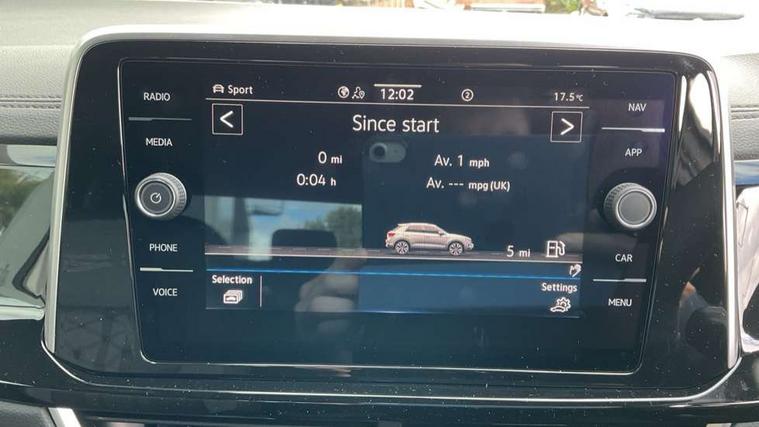 RADIO
MEDIA
PHONE
VOICE
Sport
12:02
2
17.5°C
<
Since start
>
0 mi
0:04 h
Av. 1 mph
Av. --- mpg (UK)
5 mi
Selection
Settings
NAV
APP
CAR
MENU